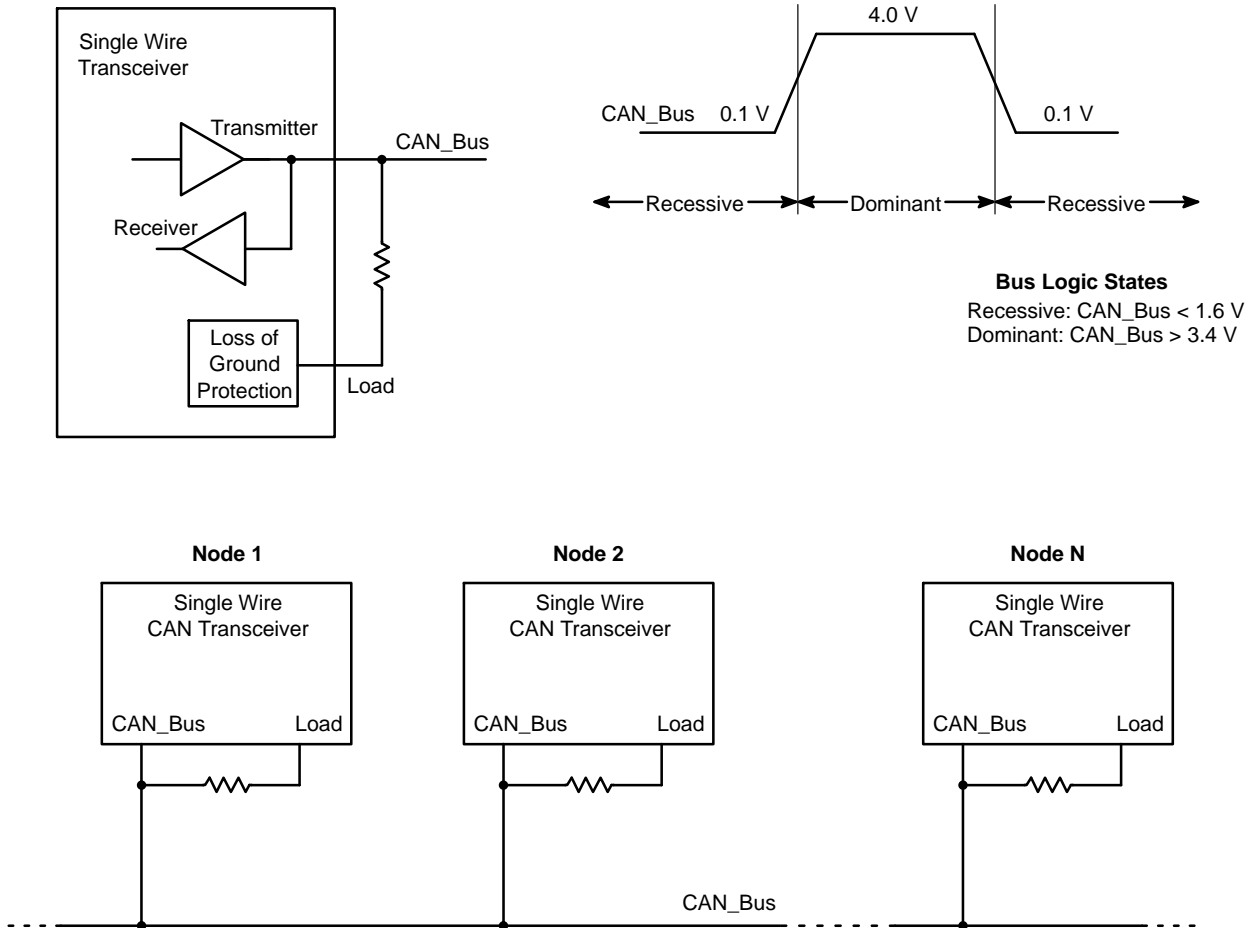 Single Wire
Transceiver
Transmitter
CAN_Bus
Receiver
Loss of
Ground
Protection
Load
4.0 V
CAN_Bus 0.1 V
0.1 V
Recessive
Dominant
Recessive
Bus Logic States
Recessive: CAN_Bus < 1.6 V
Dominant: CAN_Bus > 3.4 V
Node 1
Single Wire
CAN Transceiver
CAN_Bus
Load
Node 2
Single Wire
CAN Transceiver
CAN_Bus
Load
Node N
Single Wire
CAN Transceiver
CAN_Bus
Load
CAN_Bus